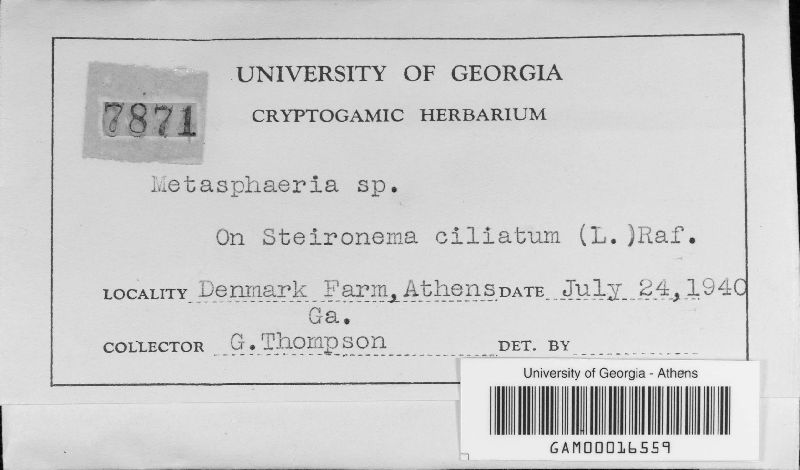 UNIVERSITY OF GEORGIA
7871
CRYPTOGAMIC HERBARIUM
Metasphaeria sp.
On Steironema ciliatum (L.)Raf.
LOCALITY Denmark Farm, Athens DATE July 24, 1940
Ga.
COLLECTOR G.Thompson DET. BY
University of Georgia - Athens
GAM00016559